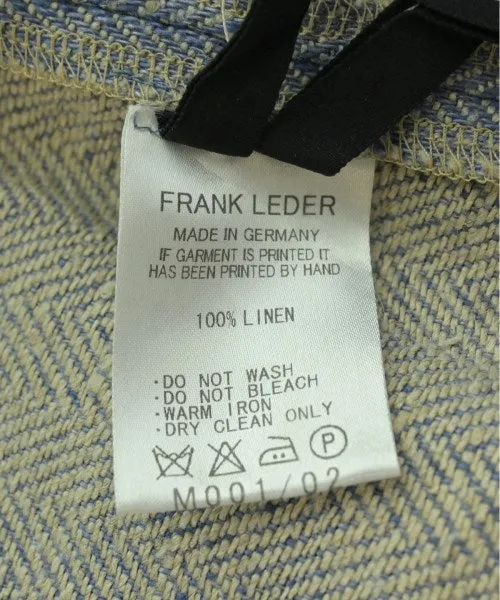 FRANK LEDER
MADE IN GERMANY
IF GARMENT IS PRINTED IT
HAS BEEN PRINTED BY HAND
100% LINEN
·DO NOT WASH
·DO NOT BLEACH
·WARM IRON
·DRY CLEAN ONLY
P
M001/02